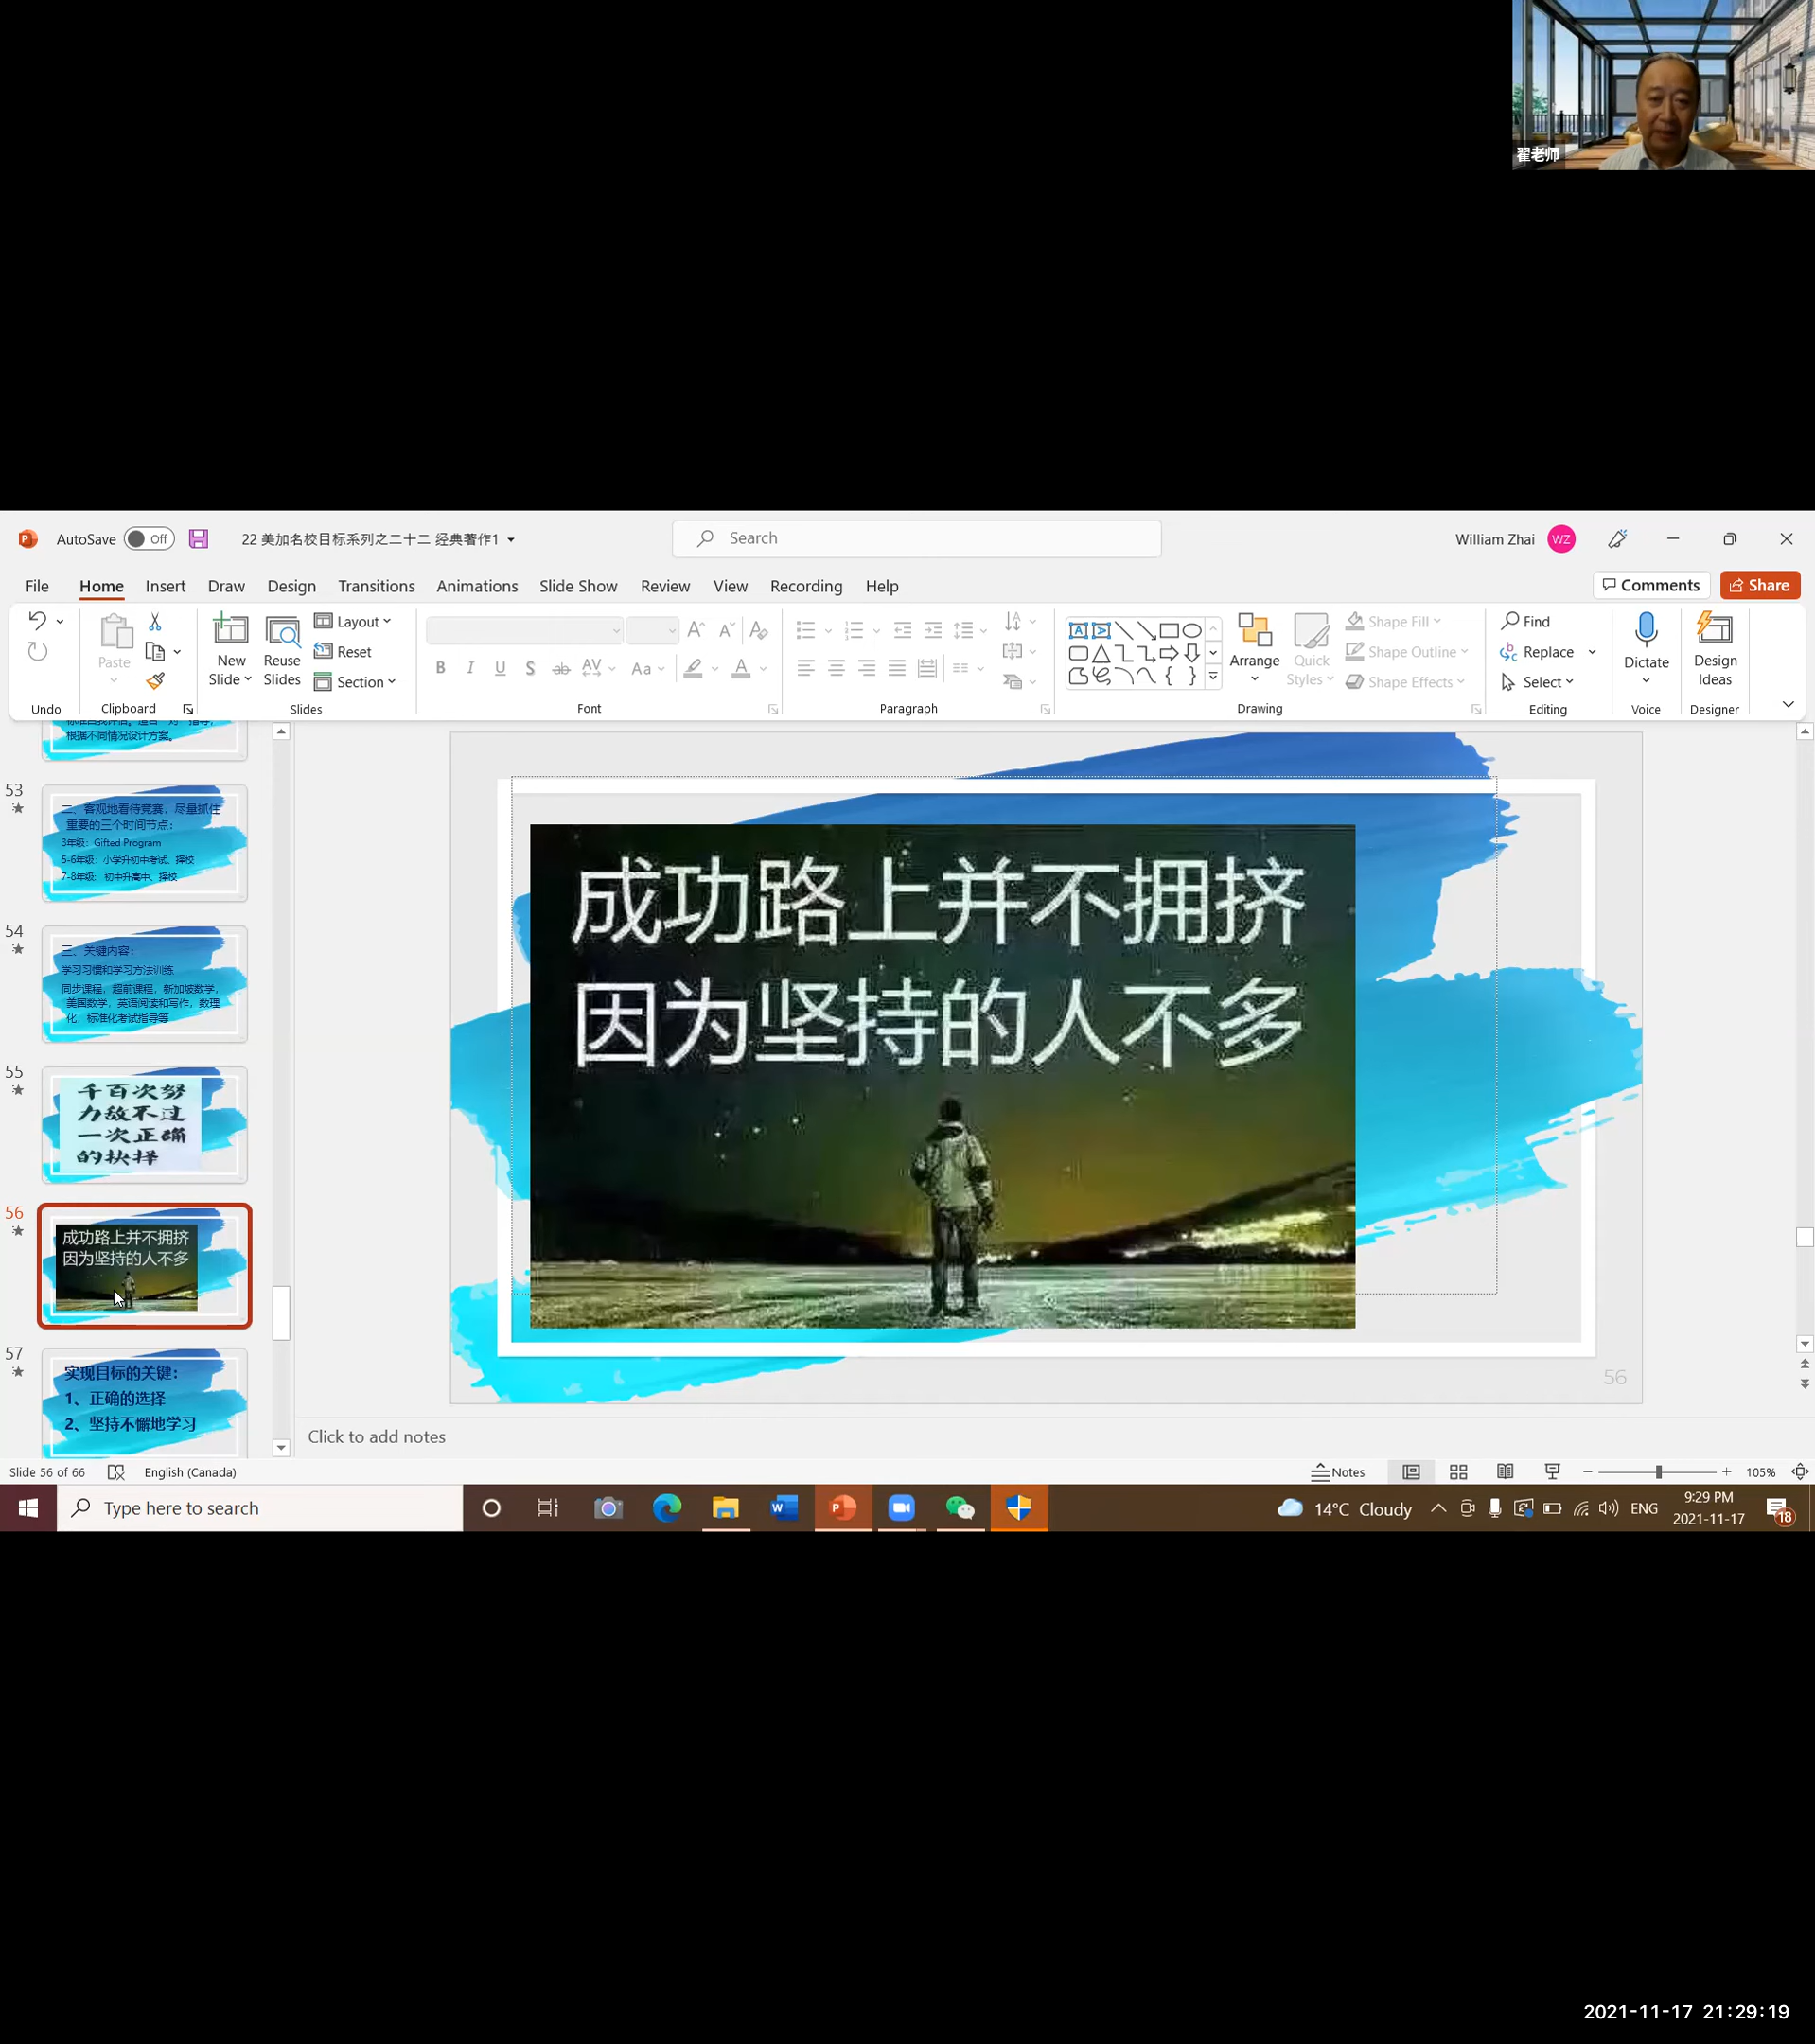 翟老师
AutoSave Off 22 美加名校目标系列之二十二 经典著作1 Search William Zhai WZ
File Home Insert Draw Design Transitions Animations Slide Show Review View Recording Help Comments Share
Undo
Paste
Clipboard
New Slide
Reuse Slides
Layout
Reset
Section
Slides
Font
Paragraph
Arrange
Quick Styles
Shape Fill
Shape Outline
Shape Effects
Drawing
Find
Replace
Select
Editing
Dictate
Voice
Design Ideas
Designer
根据不同情况设计方案。
53
二、客观地看待竞赛，尽量抓住
重要的三个时间节点：
3年级：Gifted Program
5-6年级：小学升初中考试、择校
7-8年级：初中升高中、择校
54
三、关键内容：
学习习惯和学习方法训练
同步课程，超前课程，新加坡数学，
美国数学，英语阅读和写作，数理
化，标准化考试指导等
55
千百次努
力敌不过
一次正确
的抉择
56
成功路上并不拥挤
因为坚持的人不多
57
实现目标的关键：
1、正确的选择
2、坚持不懈地学习
成功路上并不拥挤
因为坚持的人不多
56
Click to add notes
Slide 56 of 66 English (Canada) Notes 105%
Type here to search 14°C Cloudy ENG 9:29 PM
2021-11-17 18
2021-11-17 21:29:19